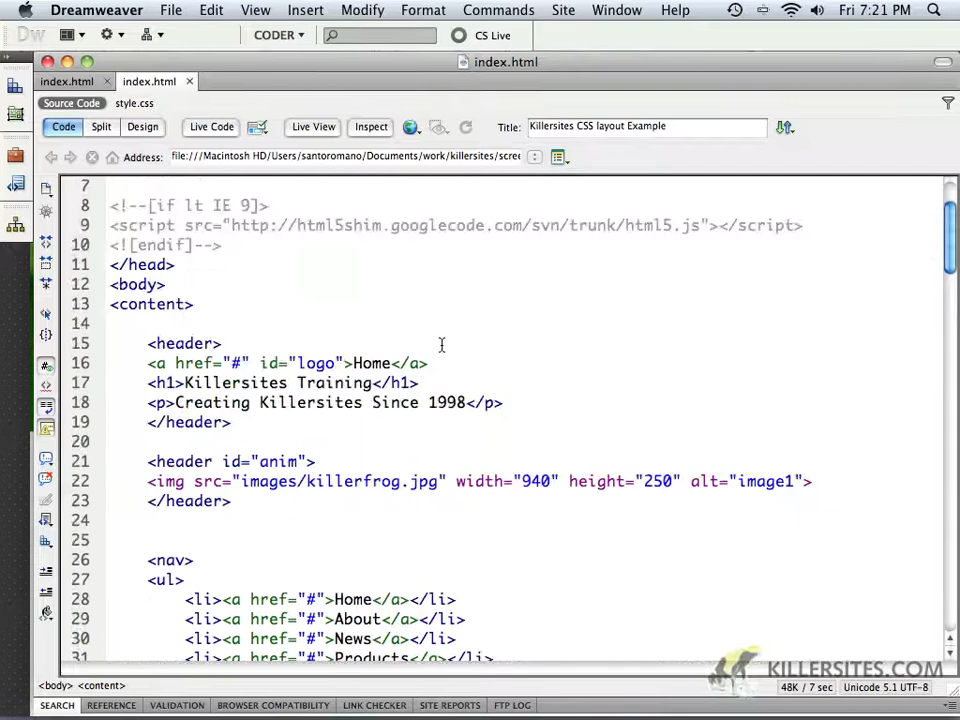 Dreamweaver File Edit View Insert Modify Format Commands Site Window Help Fri 7:21 PM
Dw CODER CS Live
index.html
index.html index.html
Source Code style.css
Code Split Design Live Code Live View Inspect Title: Killersites CSS layout Example
Address: file:///Macintosh HD/Users/santoromano/Documents/work/killersites/scree
7
8 <!--[if lt IE 9]>
9 <script src="http://html5shim.googlecode.com/svn/trunk/html5.js"></script>
10 <![endif]-->
11 </head>
12 <body>
13 <content>
14
15 <header>
16 <a href="#" id="logo">Home</a>
17 <h1>Killersites Training</h1>
18 <p>Creating Killersites Since 1998</p>
19 </header>
20
21 <header id="anim">
22 <img src="images/killerfrog.jpg" width="940" height="250" alt="image1">
23 </header>
24
25
26 <nav>
27 <ul>
28 <li><a href="#">Home</a></li>
29 <li><a href="#">About</a></li>
30 <li><a href="#">News</a></li>
31 <li><a href="#">Products</a></li>
KILLERSITES.COM
<body> <content> 48K / 7 sec Unicode 5.1 UTF-8
SEARCH REFERENCE VALIDATION BROWSER COMPATIBILITY LINK CHECKER SITE REPORTS FTP LOG